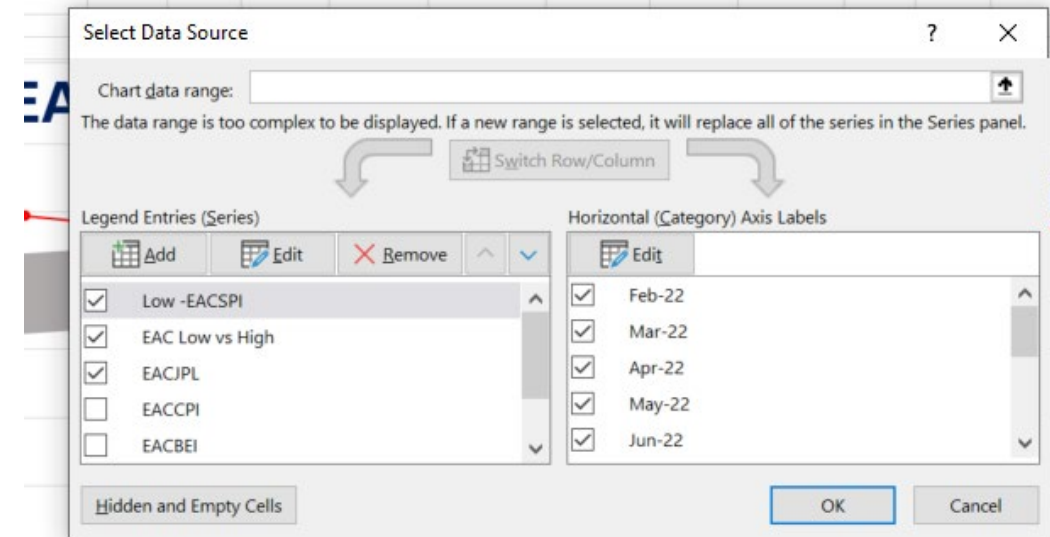 Select Data Source
?
EA
Chart data range:
The data range is too complex to be displayed. If a new range is selected, it will replace all of the series in the Series panel.
Switch Row/Column
Legend Entries (Series)
Add Edit Remove
Low -EACSPI
EAC Low vs High
EACJPL
EACCPI
EACBEI
Horizontal (Category) Axis Labels
Edit
Feb-22
Mar-22
Apr-22
May-22
Jun-22
Hidden and Empty Cells
OK Cancel